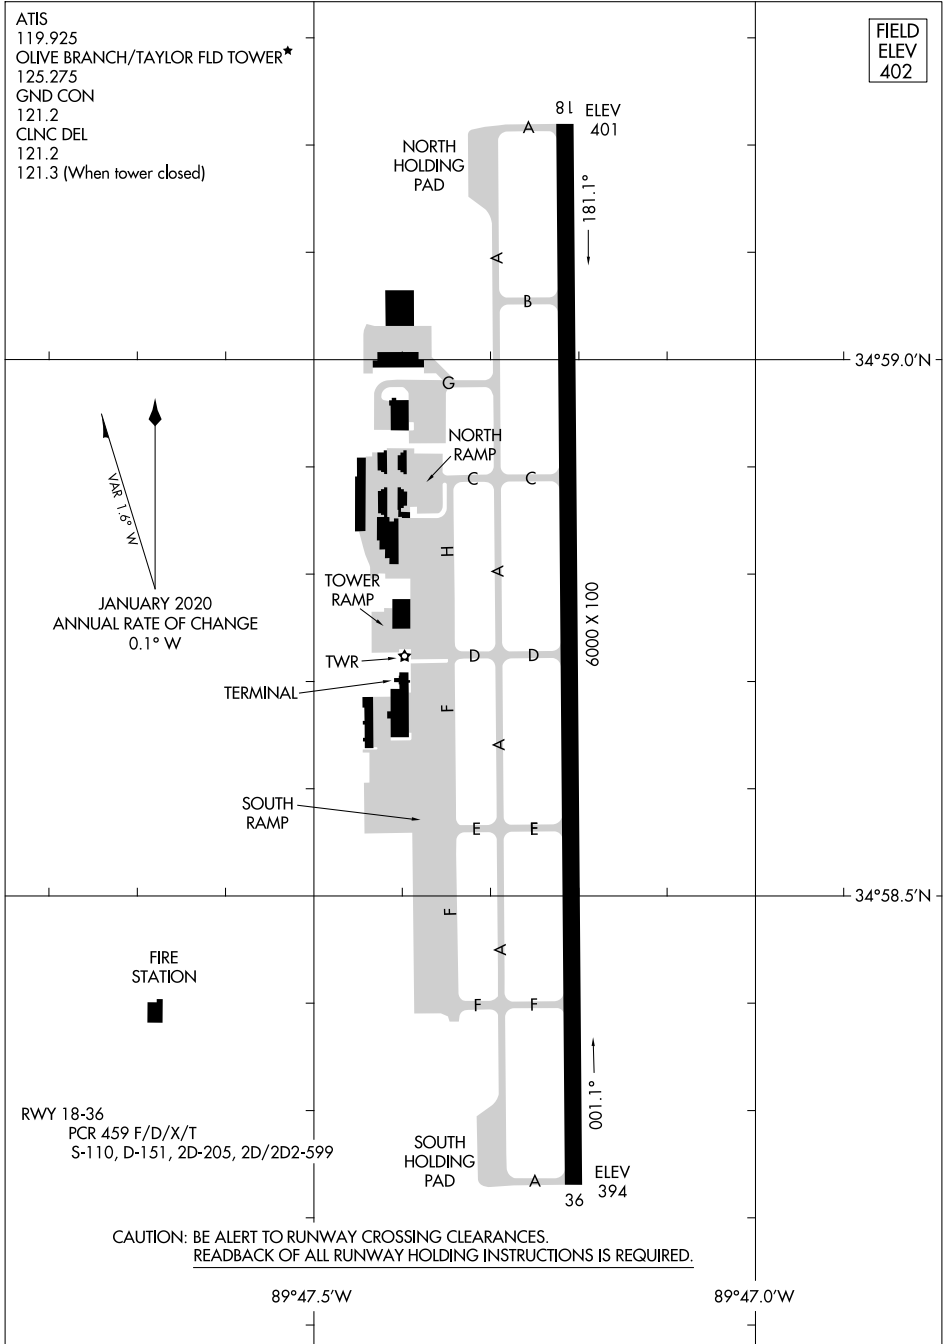 ATIS
119.925
OLIVE BRANCH/TAYLOR FLD TOWER★
125.275
GND CON
121.2
CLNC DEL
121.2
121.3 (When tower closed)
FIELD
ELEV
402
18
ELEV
401
A
NORTH
HOLDING
PAD
181.1°
A
B
34°59.0'N
G
NORTH
RAMP
C
C
VAR 1.6° W
H
A
TOWER
RAMP
JANUARY 2020
ANNUAL RATE OF CHANGE
0.1° W
6000 X 100
TWR
D
D
TERMINAL
F
A
SOUTH
RAMP
E
E
34°58.5'N
F
A
FIRE
STATION
F
F
001.1°
RWY 18-36
PCR 459 F/D/X/T
S-110, D-151, 2D-205, 2D/2D2-599
SOUTH
HOLDING
PAD
A
ELEV
394
36
CAUTION: BE ALERT TO RUNWAY CROSSING CLEARANCES.
READBACK OF ALL RUNWAY HOLDING INSTRUCTIONS IS REQUIRED.
89°47.5'W
89°47.0'W